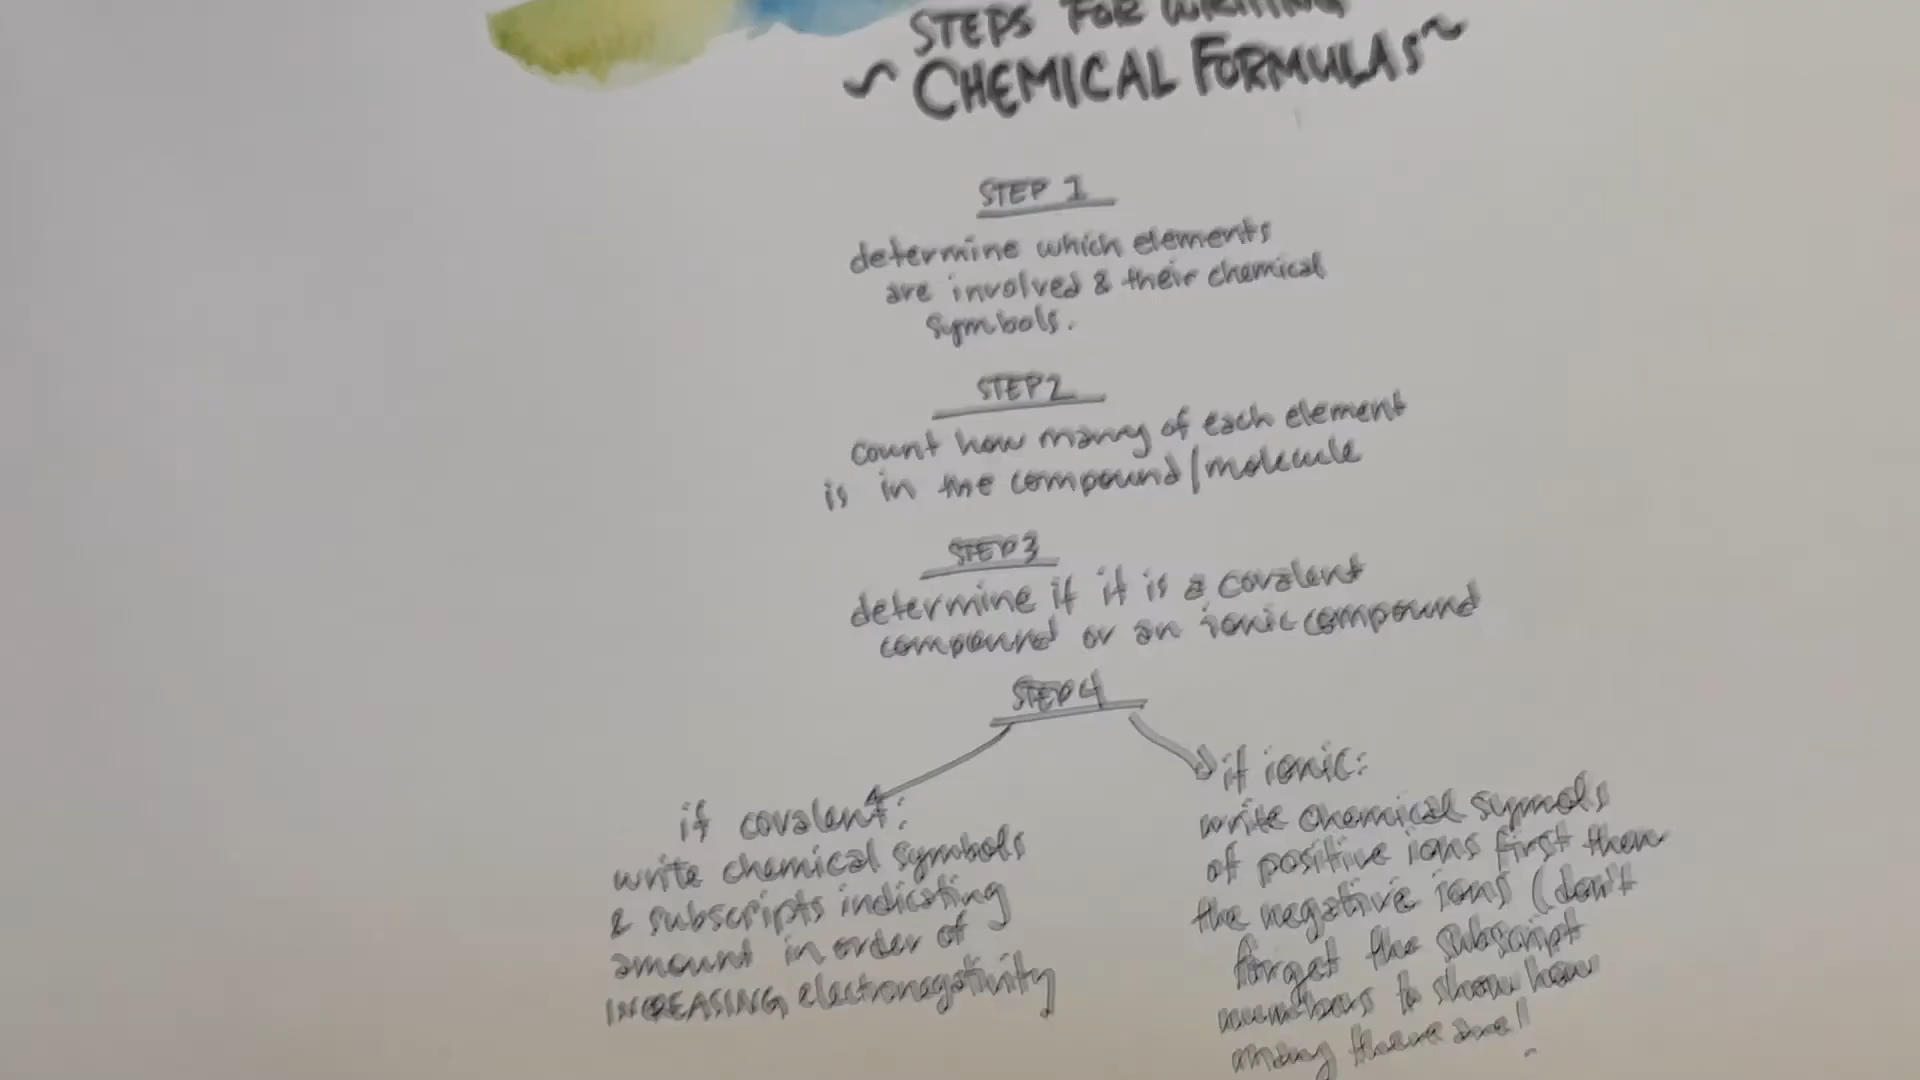 STEPS FOR WRITING
~ CHEMICAL FORMULAS ~
STEP 1
determine which elements
are involved & their chemical
symbols.
STEP 2
count how many of each element
is in the compound/molecule
STEP 3
determine if it is a covalent
compound or an ionic compound
STEP 4
if covalent:
write chemical symbols
& subscripts indicating
amount in order of
INCREASING electronegativity
if ionic:
write chemical symols
of positive ions first then
the negative ions (don't
forget the subscript
numbers to show how
many there are!